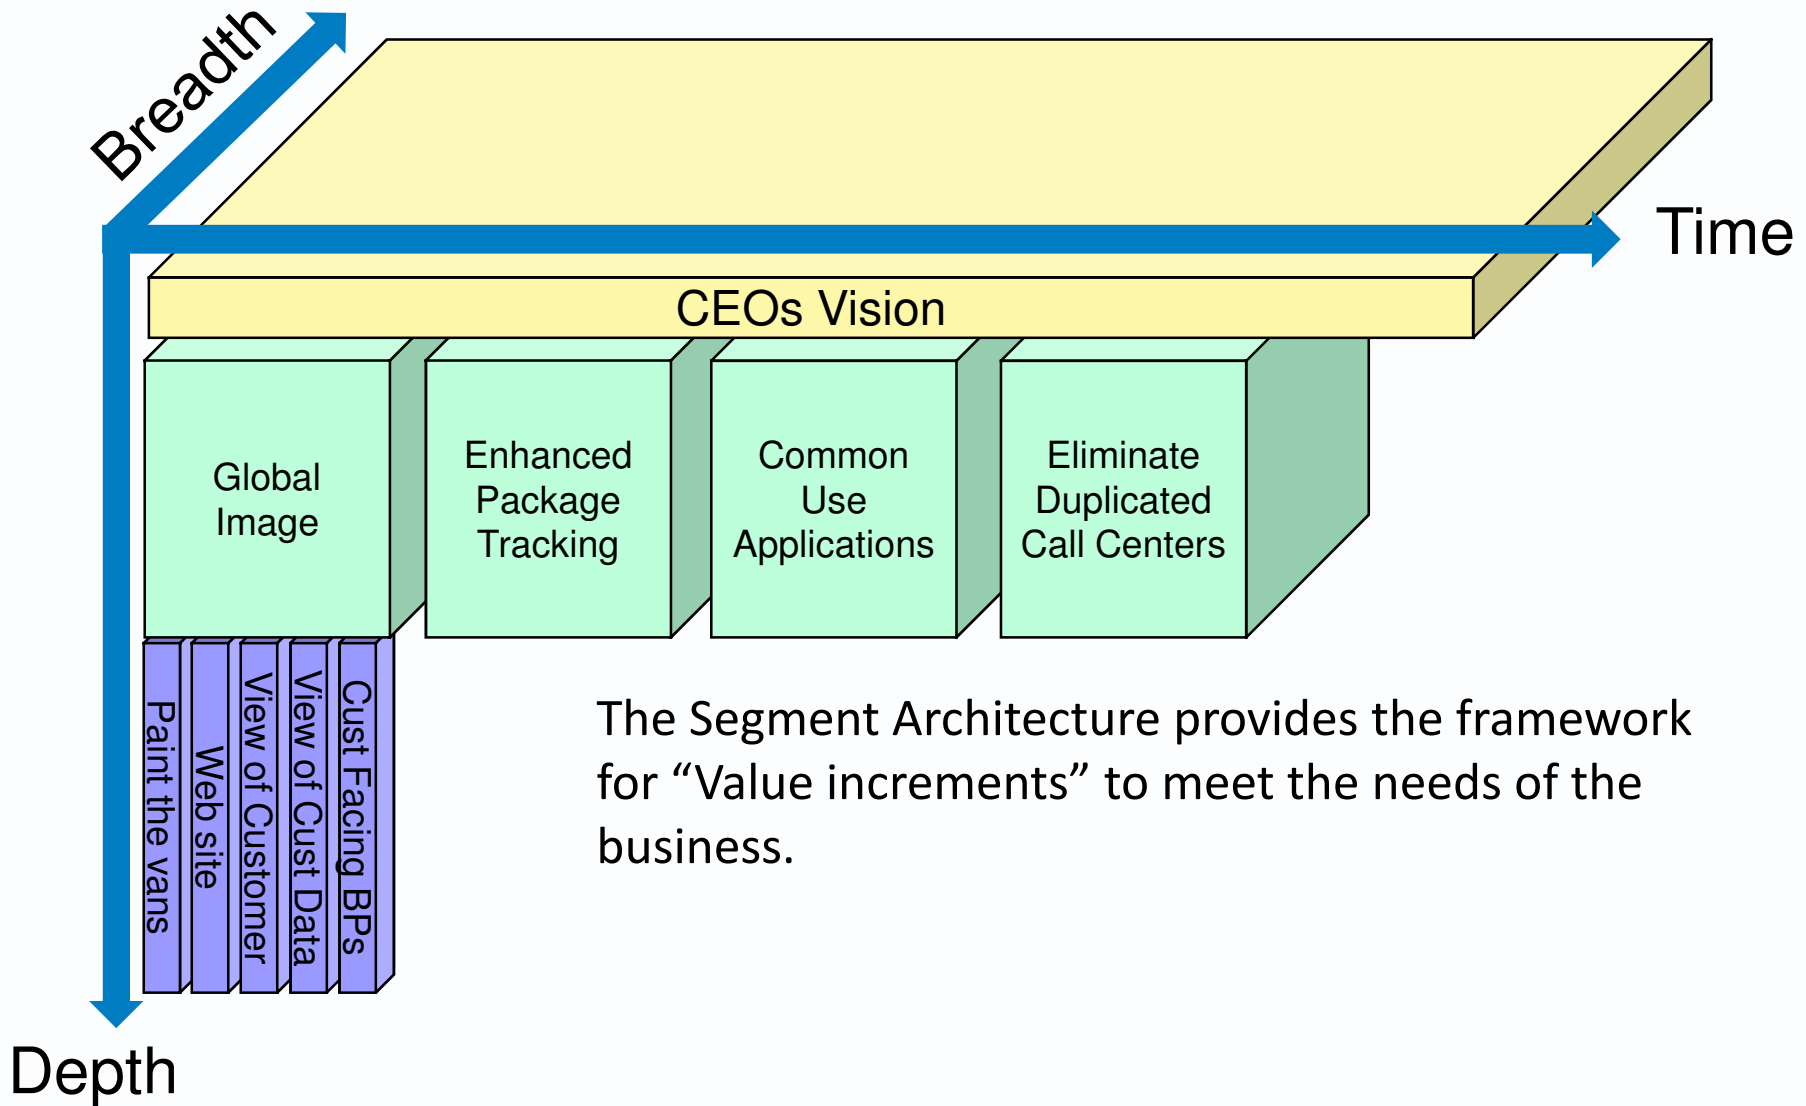 Breadth
Time
CEOs Vision
Global
Image
Enhanced
Package
Tracking
Common
Use
Applications
Eliminate
Duplicated
Call Centers
Paint the vans
Web site
View of Customer
View of Cust Data
Cust Facing BPs
The Segment Architecture provides the framework
for “Value increments” to meet the needs of the
business.
Depth